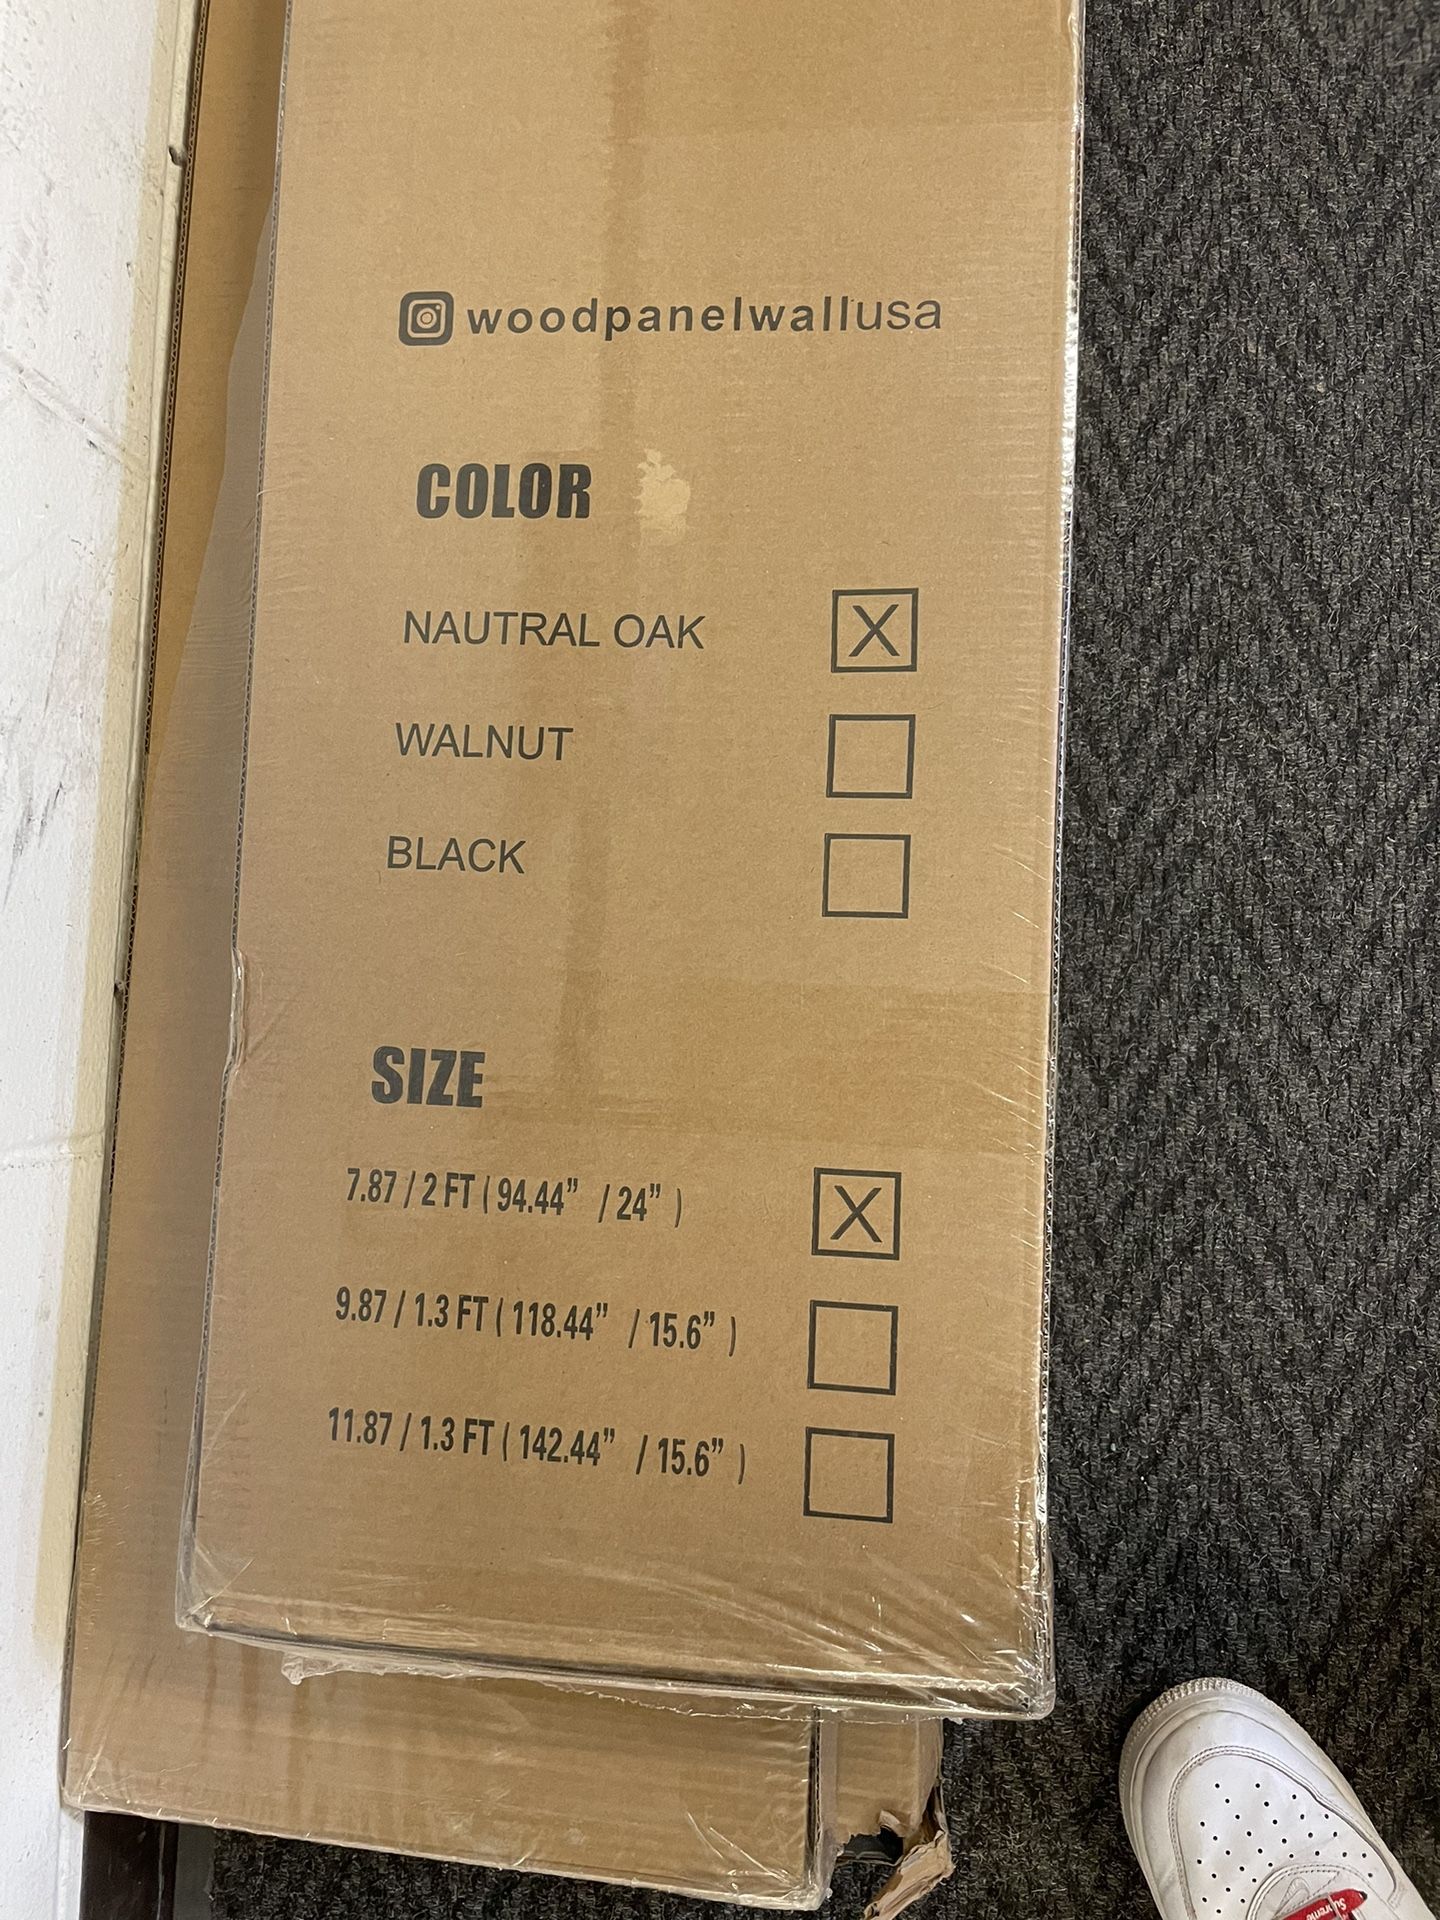 woodpanelwallusa
COLOR
NAUTRAL OAK X
WALNUT
BLACK
SIZE
7.87 / 2 FT ( 94.44” / 24” ) X
9.87 / 1.3 FT ( 118.44” / 15.6” )
11.87 / 1.3 FT ( 142.44” / 15.6” )
Supreme